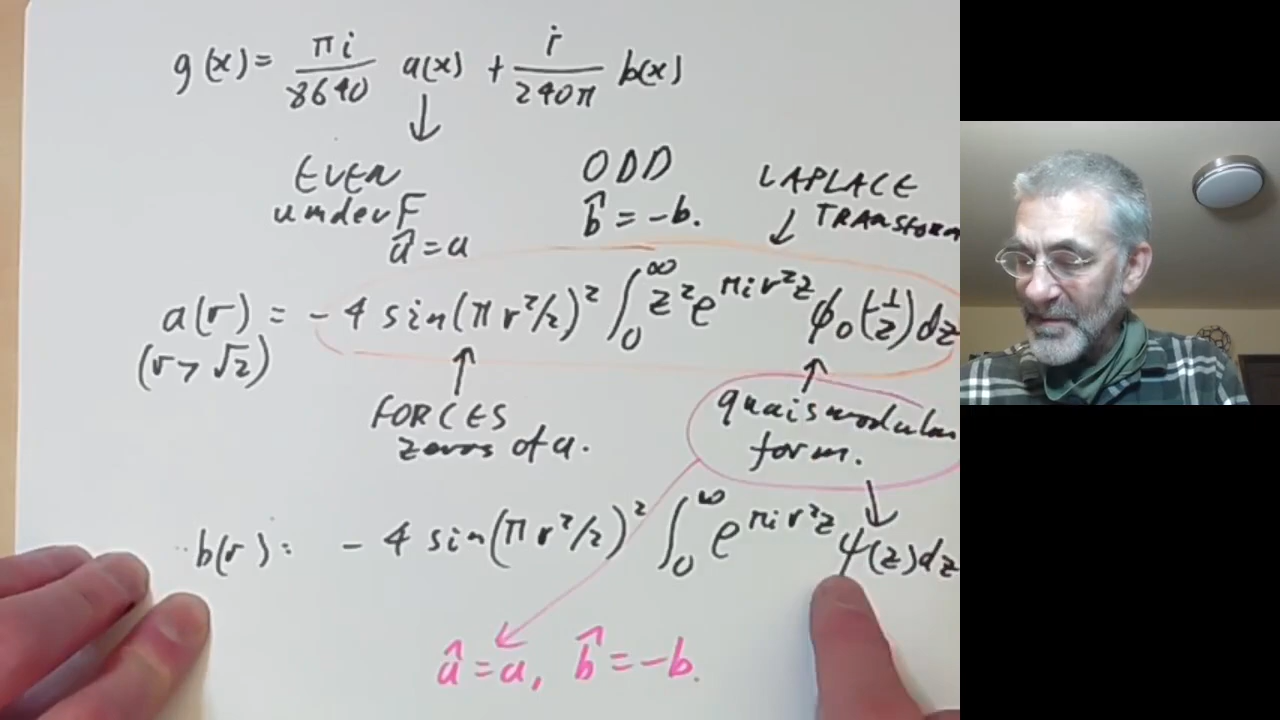 g(x) = πi/8640 a(x) + i/240π b(x)
↓
EVEN under F
â = a
ODD
b̂ = -b.
LAPLACE TRANSFORM
↓
a(r) = -4 sin(πr²/2)² ∫₀^∞ z² e^{πir²z} φ₀(-1/z) dz
(r > √2)
↑
FORCES
zeros of a.
↑
quaismodular
form.
↓
b(r) = -4 sin(πr²/2)² ∫₀^∞ e^{πir²z} ψ(z) dz
â = a, b̂ = -b.